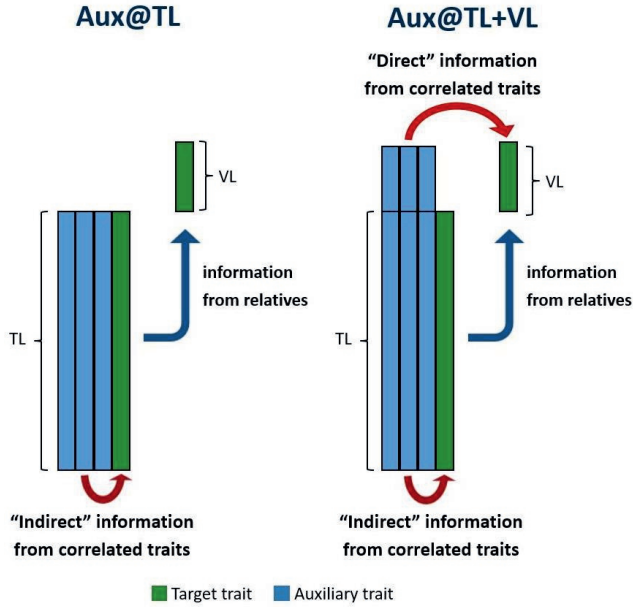 Aux@TL
Aux@TL+VL
“Direct” information
from correlated traits
VL
VL
information
from relatives
information
from relatives
TL
TL
“Indirect” information
from correlated traits
“Indirect” information
from correlated traits
Target trait
Auxiliary trait